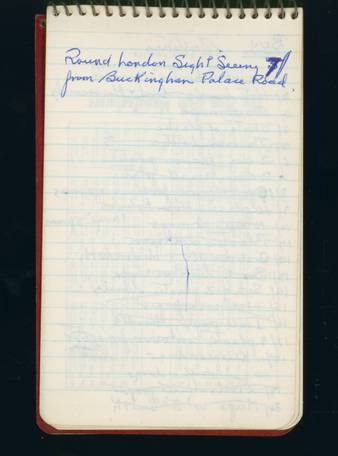 Round London Sight Seeing 7/
from Buckingham Palace Road.